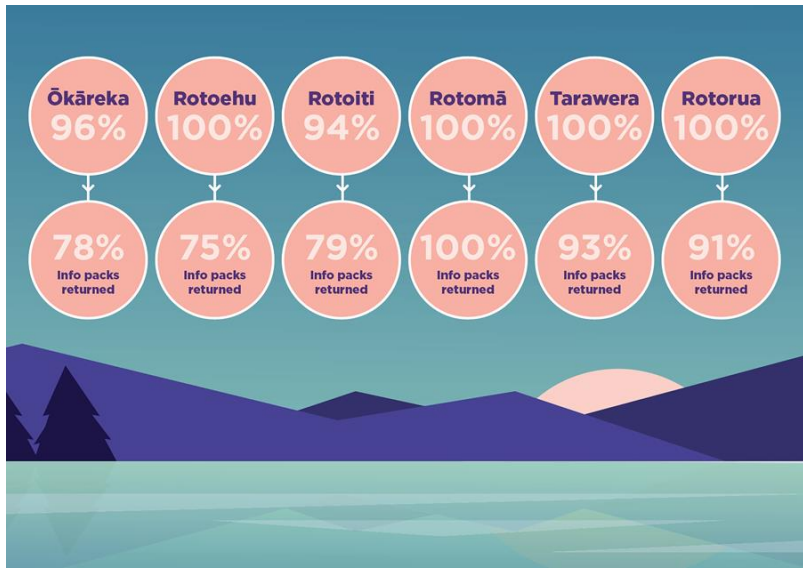 Ōkāreka
96%
Rotoehu
100%
Rotoiti
94%
Rotomā
100%
Tarawera
100%
Rotorua
100%
78%
Info packs
returned
75%
Info packs
returned
79%
Info packs
returned
100%
Info packs
returned
93%
Info packs
returned
91%
Info packs
returned